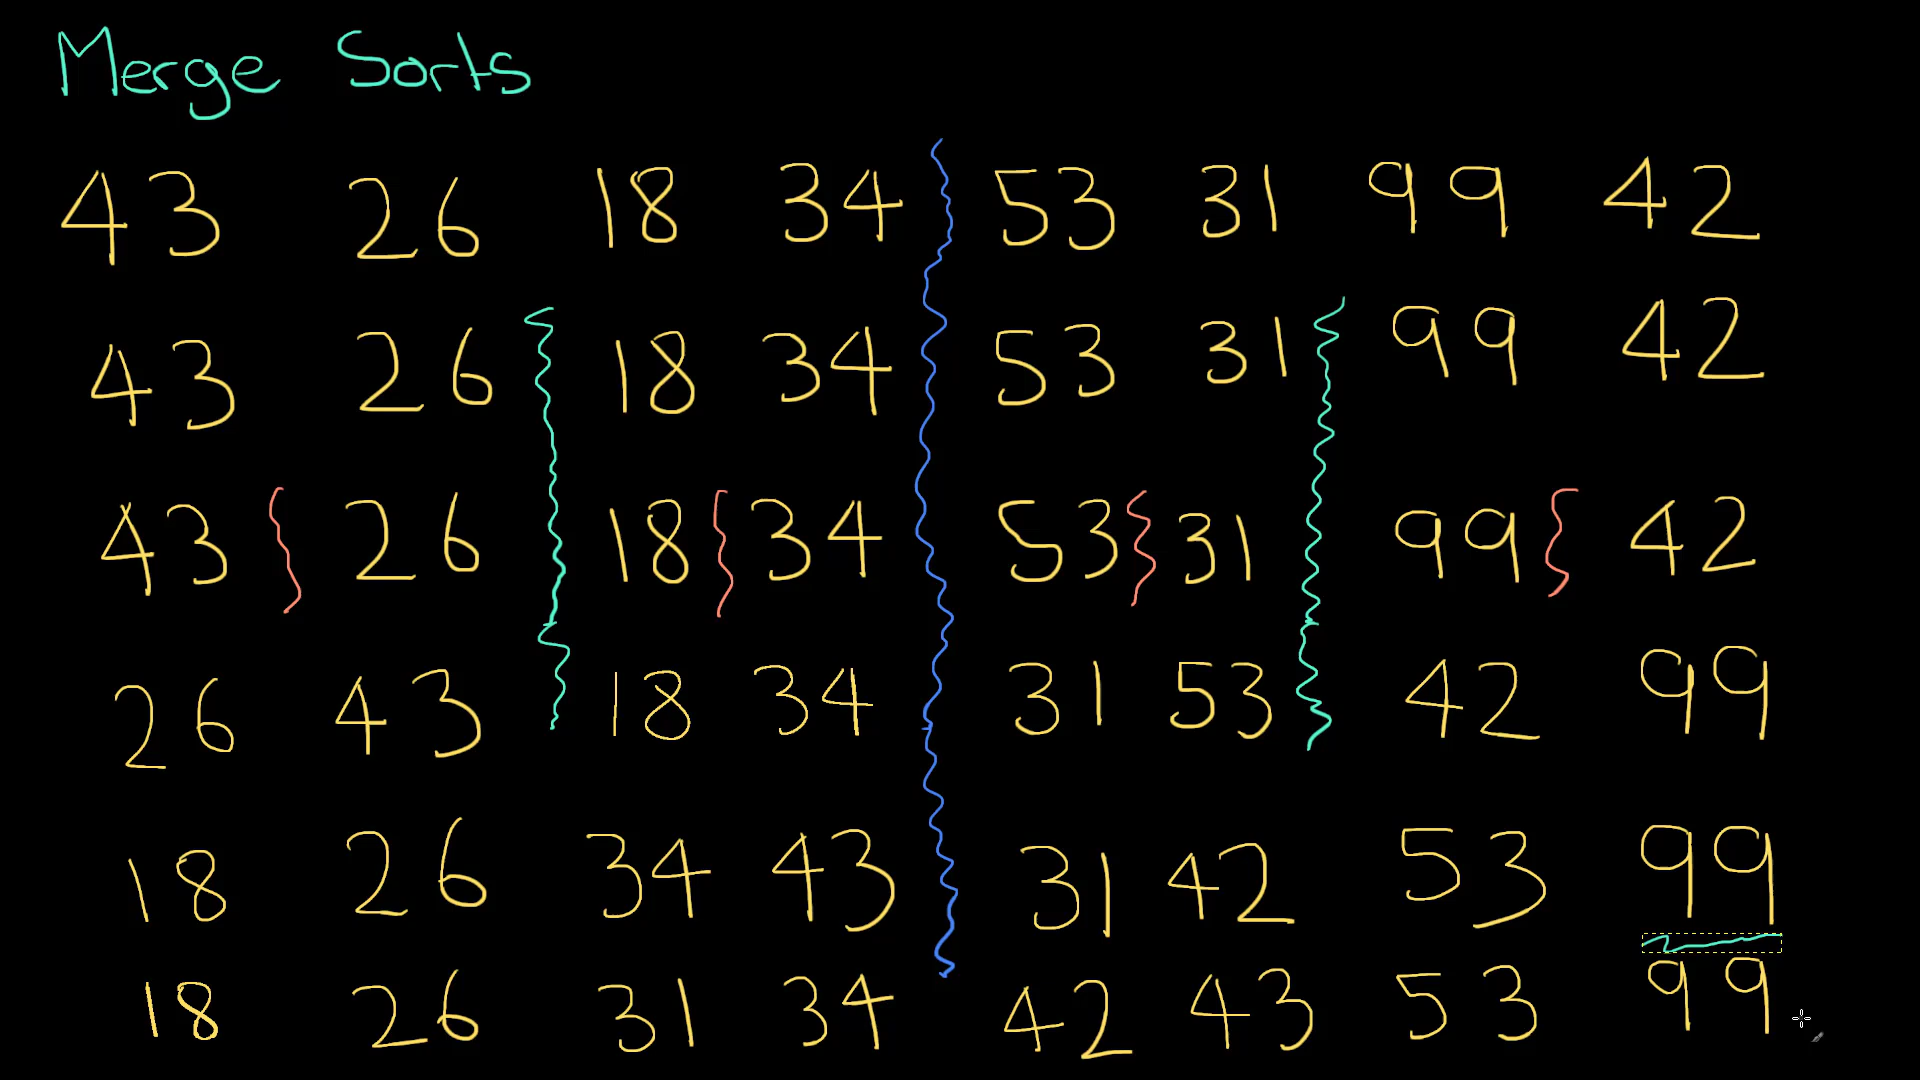 Merge Sorts
43 26 18 34 53 31 99 42
43 26 18 34 53 31 99 42
43 26 18 34 53 31 99 42
26 43 18 34 31 53 42 99
18 26 34 43 31 42 53 99
18 26 31 34 42 43 53 99